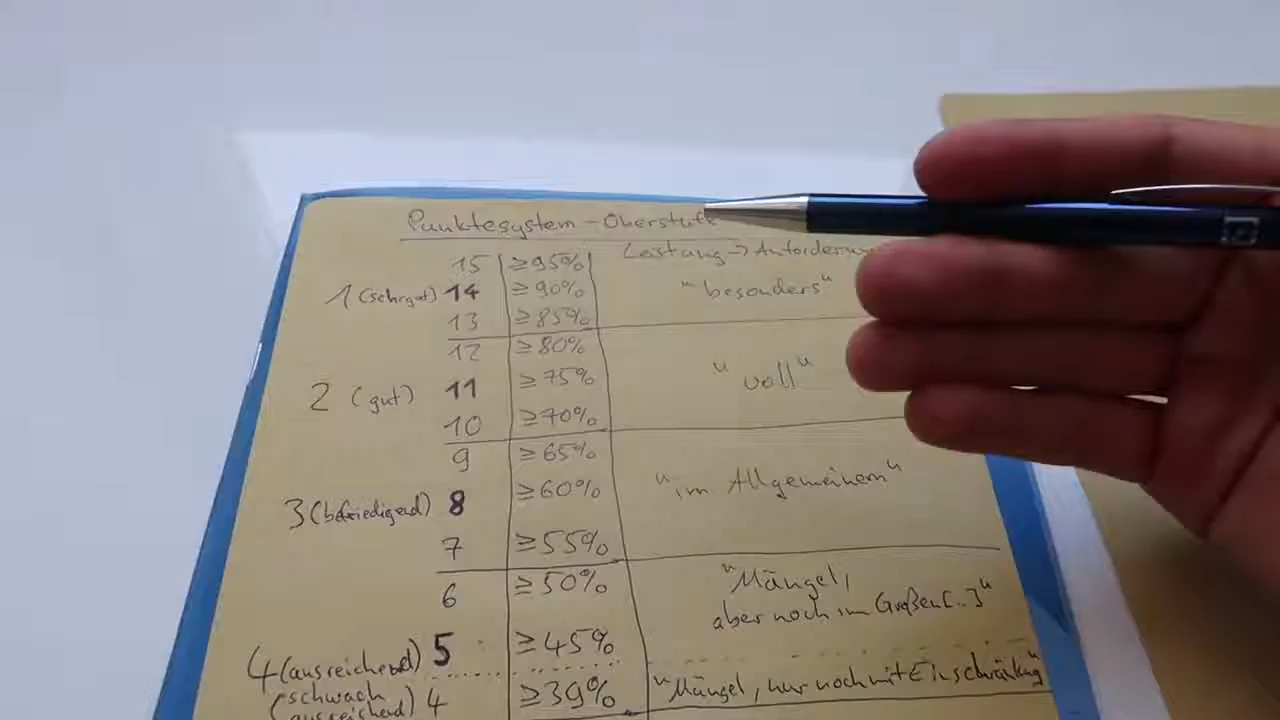 Punktesystem - Oberstufe
Leistung → Anforderun
15 ≥95%
1 (sehr gut) 14 ≥90% "besonders"
13 ≥85%
12 ≥80%
2 (gut) 11 ≥75% "voll"
10 ≥70%
9 ≥65%
3 (befriedigend) 8 ≥60% "im Allgemeinen"
7 ≥55%
6 ≥50% "Mängel,
aber noch im Großen [..]"
4 (ausreichend) 5 ≥45%
(schwach
ausreichend) 4 ≥39% "Mängel, nur noch mit Einschränkung"